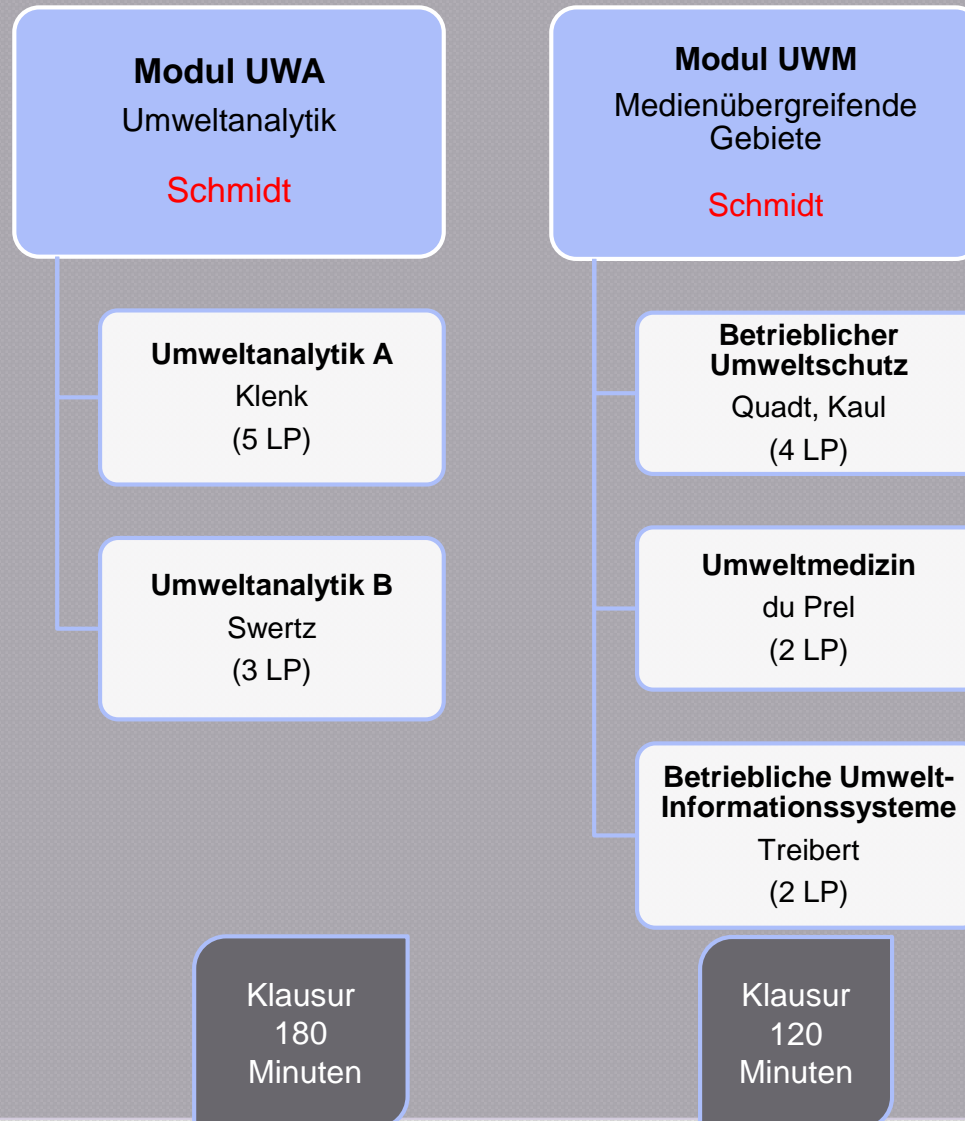 Modul UWA
Umweltanalytik
Schmidt
Umweltanalytik A
Klenk
(5 LP)
Umweltanalytik B
Swertz
(3 LP)
Klausur
180
Minuten
Modul UWM
Medienübergreifende
Gebiete
Schmidt
Betrieblicher
Umweltschutz
Quadt, Kaul
(4 LP)
Umweltmedizin
du Prel
(2 LP)
Betriebliche Umwelt-
Informationssysteme
Treibert
(2 LP)
Klausur
120
Minuten